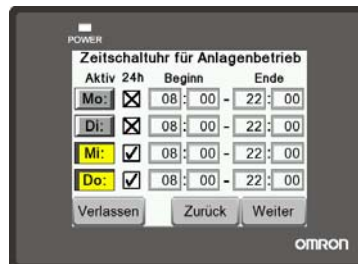 POWER
Zeitschaltuhr für Anlagenbetrieb
Aktiv 24h Beginn Ende
Mo: 08 : 00 - 22 : 00
Di: 08 : 00 - 22 : 00
Mi: 08 : 00 - 22 : 00
Do: 08 : 00 - 22 : 00
Verlassen Zurück Weiter
OMRON